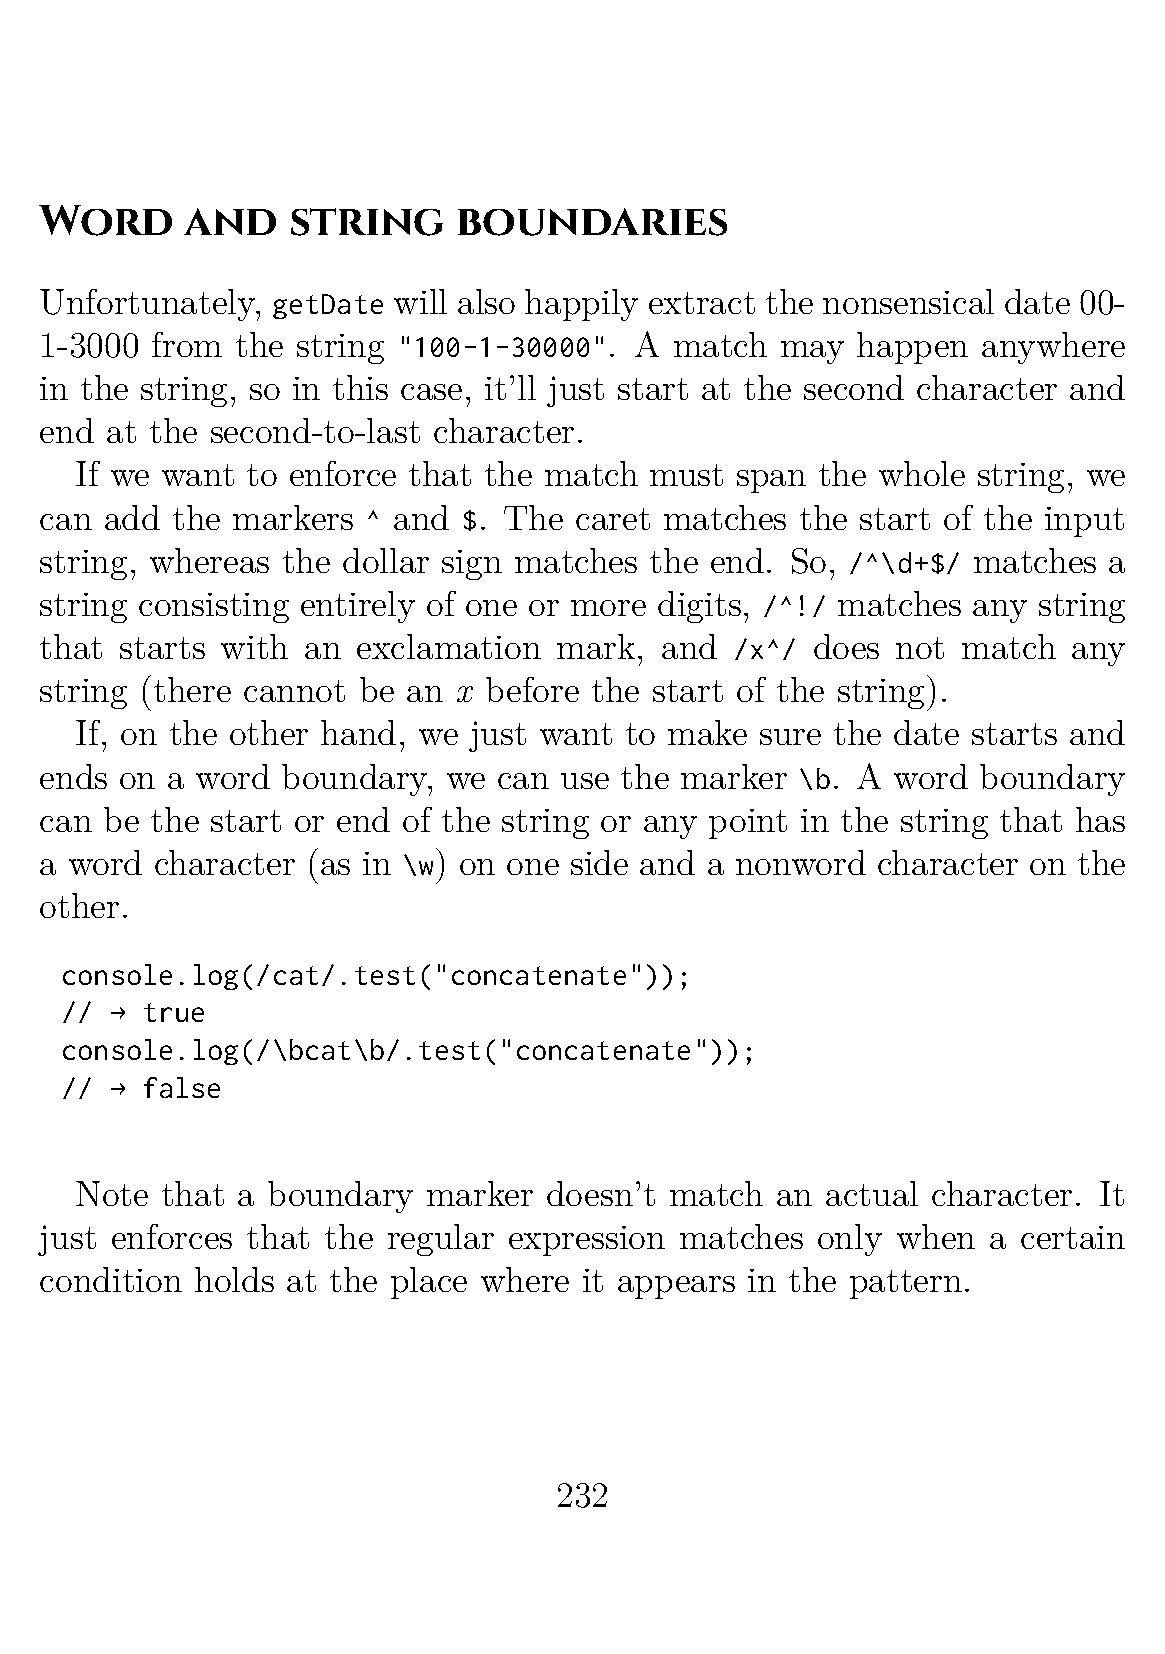 Word and string boundaries
Unfortunately, getDate will also happily extract the nonsensical date 00-
1-3000 from the string "100-1-30000". A match may happen anywhere
in the string, so in this case, it’ll just start at the second character and
end at the second-to-last character.
If we want to enforce that the match must span the whole string, we
can add the markers ^ and $. The caret matches the start of the input
string, whereas the dollar sign matches the end. So, /^\d+$/ matches a
string consisting entirely of one or more digits, /^!/ matches any string
that starts with an exclamation mark, and /x^/ does not match any
string (there cannot be an x before the start of the string).
If, on the other hand, we just want to make sure the date starts and
ends on a word boundary, we can use the marker \b. A word boundary
can be the start or end of the string or any point in the string that has
a word character (as in \w) on one side and a nonword character on the
other.
console.log(/cat/.test("concatenate"));
// → true
console.log(/\bcat\b/.test("concatenate"));
// → false
Note that a boundary marker doesn’t match an actual character. It
just enforces that the regular expression matches only when a certain
condition holds at the place where it appears in the pattern.
232